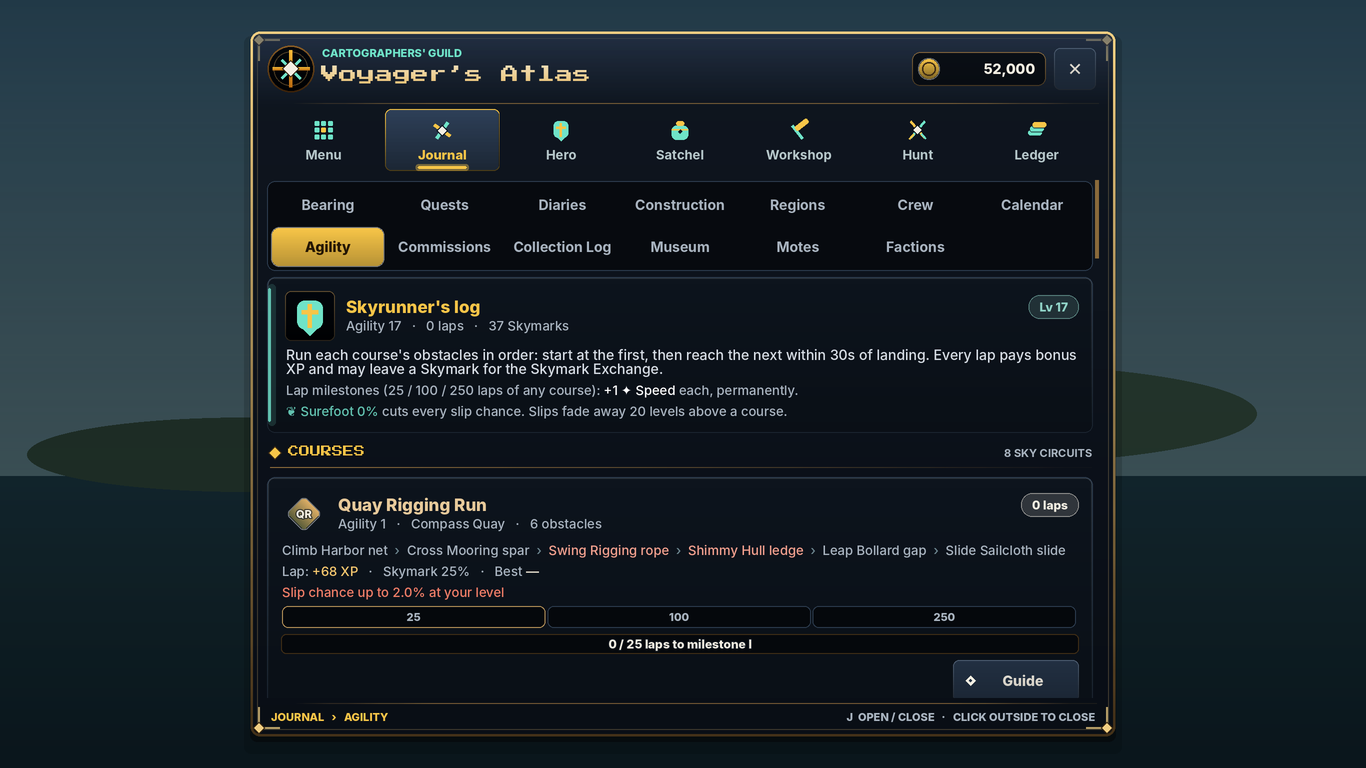 CARTOGRAPHERS' GUILD
Voyager's Atlas
52,000
Menu
Journal
Hero
Satchel
Workshop
Hunt
Ledger
Bearing
Quests
Diaries
Construction
Regions
Crew
Calendar
Agility
Commissions
Collection Log
Museum
Motes
Factions
Skyrunner's log
Agility 17 · 0 laps · 37 Skymarks
Lv 17
Run each course's obstacles in order: start at the first, then reach the next within 30s of landing. Every lap pays bonus
XP and may leave a Skymark for the Skymark Exchange.
Lap milestones (25 / 100 / 250 laps of any course): +1 ✦ Speed each, permanently.
❦ Surefoot 0% cuts every slip chance. Slips fade away 20 levels above a course.
COURSES
8 SKY CIRCUITS
QR
Quay Rigging Run
Agility 1 · Compass Quay · 6 obstacles
0 laps
Climb Harbor net › Cross Mooring spar › Swing Rigging rope › Shimmy Hull ledge › Leap Bollard gap › Slide Sailcloth slide
Lap: +68 XP · Skymark 25% · Best —
Slip chance up to 2.0% at your level
25
100
250
0 / 25 laps to milestone I
Guide
JOURNAL › AGILITY
J OPEN / CLOSE · CLICK OUTSIDE TO CLOSE